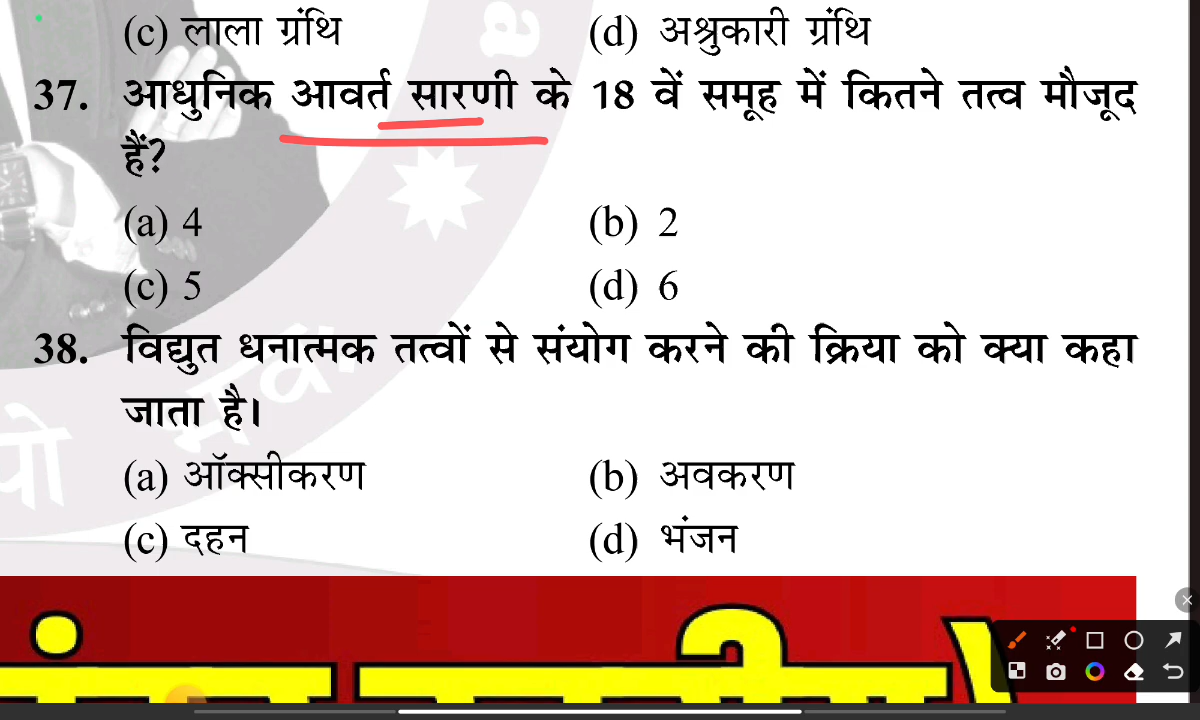 (c) लाला ग्रंथि (d) अश्रुकारी ग्रंथि
37. आधुनिक आवर्त सारणी के 18 वें समूह में कितने तत्व मौजूद
हैं?
(a) 4 (b) 2
(c) 5 (d) 6
38. विद्युत धनात्मक तत्वों से संयोग करने की क्रिया को क्या कहा
जाता है।
(a) ऑक्सीकरण (b) अवकरण
(c) दहन (d) भंजन